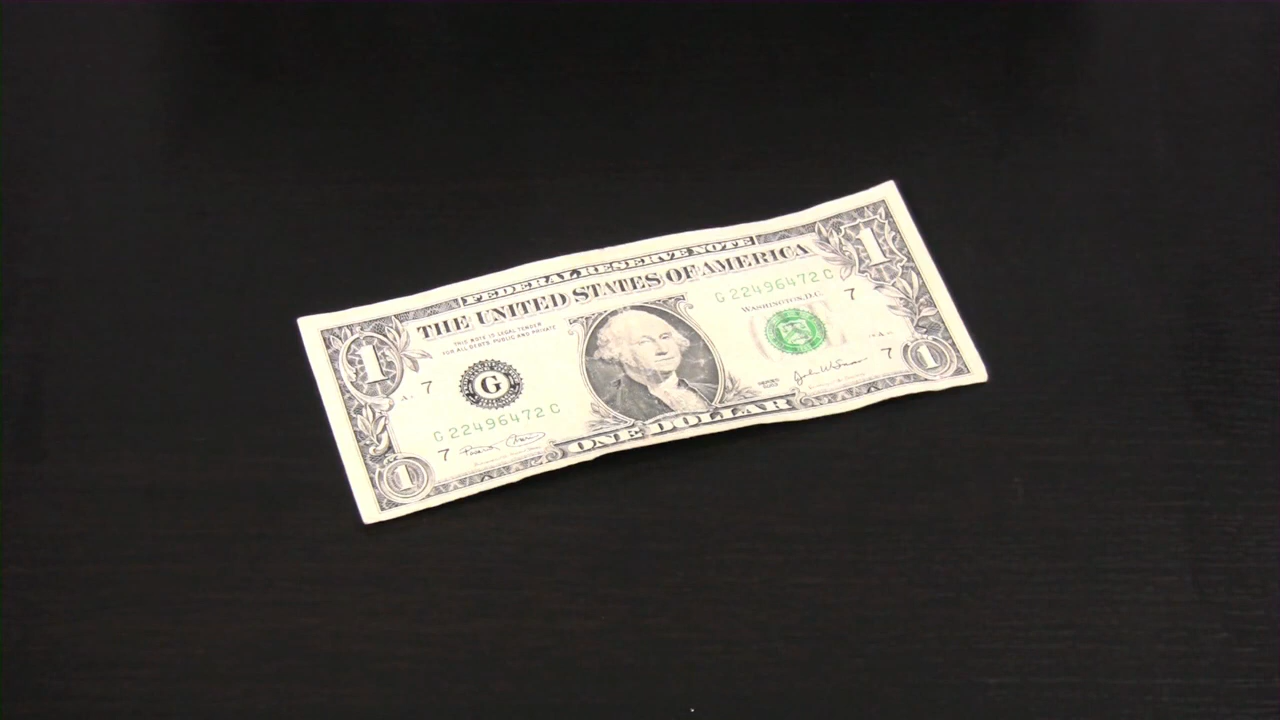 FEDERAL RESERVE NOTE
THE UNITED STATES OF AMERICA
THIS NOTE IS LEGAL TENDER
FOR ALL DEBTS, PUBLIC AND PRIVATE
G 22496472 C
WASHINGTON, D.C.
1
1
7
7
G
7
G 22496472 C
7
1
1
ONE DOLLAR